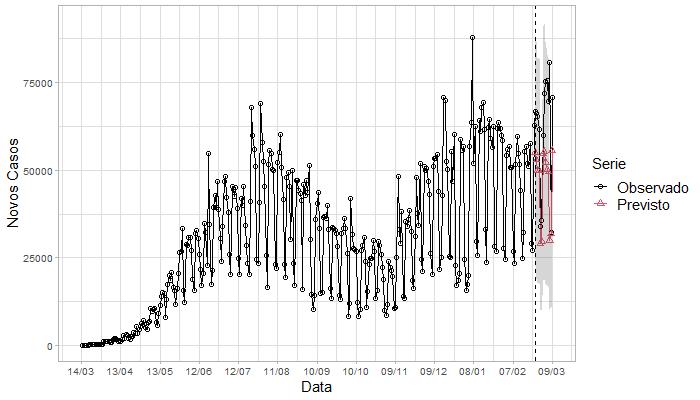 Novos Casos
75000
50000
25000
0
14/03 13/04 13/05 12/06 12/07 11/08 10/09 10/10 09/11 09/12 08/01 07/02 09/03
Data
Serie
Observado
Previsto